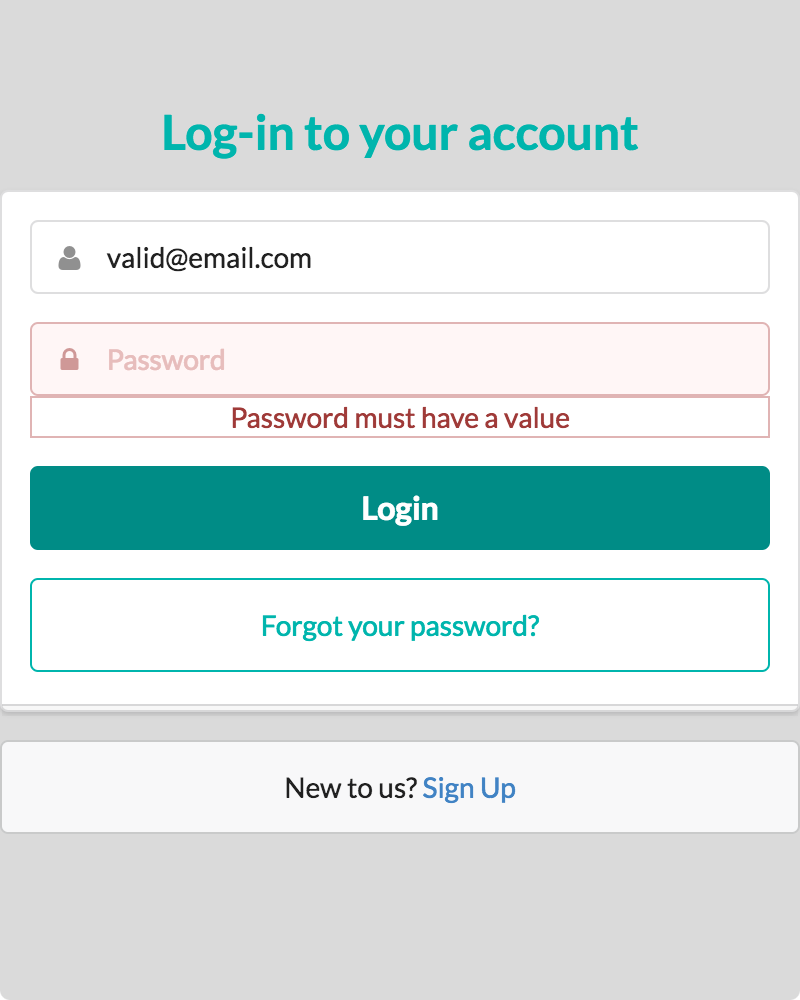 Log-in to your account
valid@email.com
Password
Password must have a value
Login
Forgot your password?
New to us? Sign Up